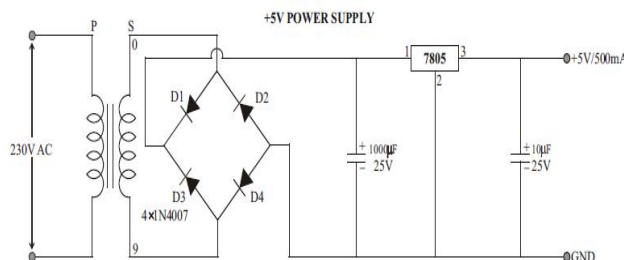 +5V POWER SUPPLY
P
S
0
1
7805
3
2
+5V/500mA
D1
D2
230V AC
+
1000µF
−
25V
+
10µF
−
25V
D3
D4
4×1N4007
9
GND